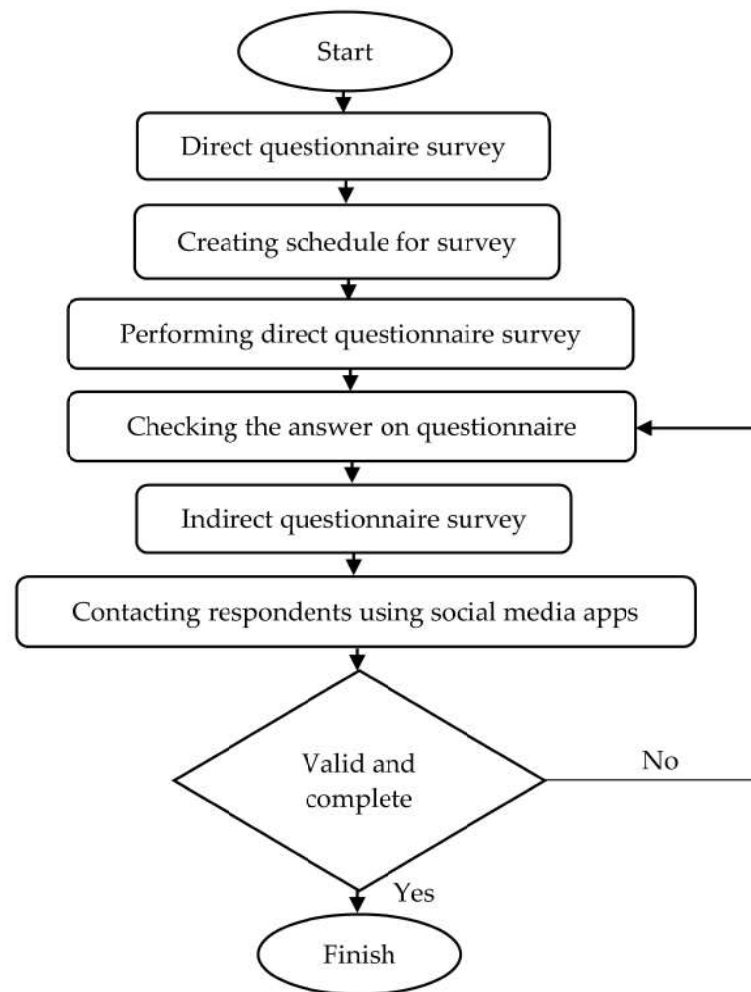 Start
Direct questionnaire survey
Creating schedule for survey
Performing direct questionnaire survey
Checking the answer on questionnaire
Indirect questionnaire survey
Contacting respondents using social media apps
Valid and
complete
No
Yes
Finish